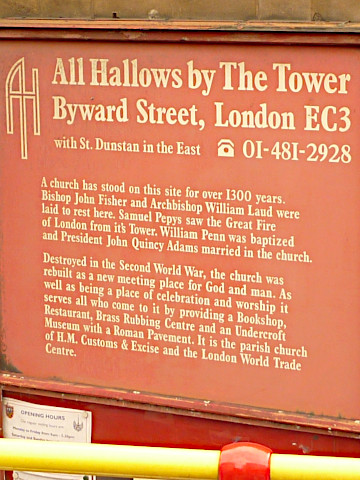 AH
All Hallows by The Tower
Byward Street, London EC3
with St. Dunstan in the East ☎ 01-481-2928
A church has stood on this site for over 1300 years.
Bishop John Fisher and Archbishop William Laud were
laid to rest here. Samuel Pepys saw the Great Fire
of London from it's Tower. William Penn was baptized
and President John Quincy Adams married in the church.
Destroyed in the Second World War, the church was
rebuilt as a new meeting place for God and man. As
well as being a place of celebration and worship it
serves all who come to it by providing a Bookshop,
Restaurant, Brass Rubbing Centre and an Undercroft
Museum with a Roman Pavement. It is the parish church
of H.M. Customs & Excise and the London World Trade
Centre.
OPENING HOURS